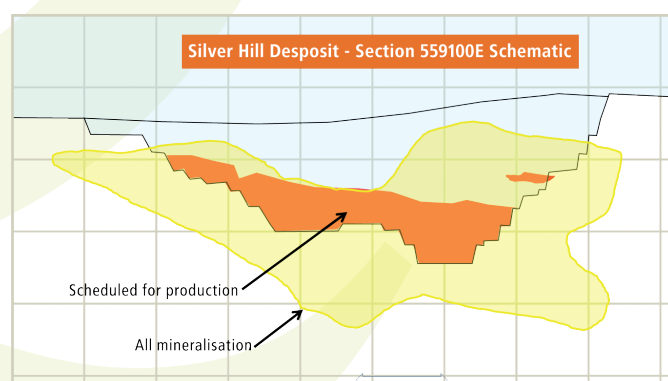 Silver Hill Desposit - Section 559100E Schematic
Scheduled for production
All mineralisation